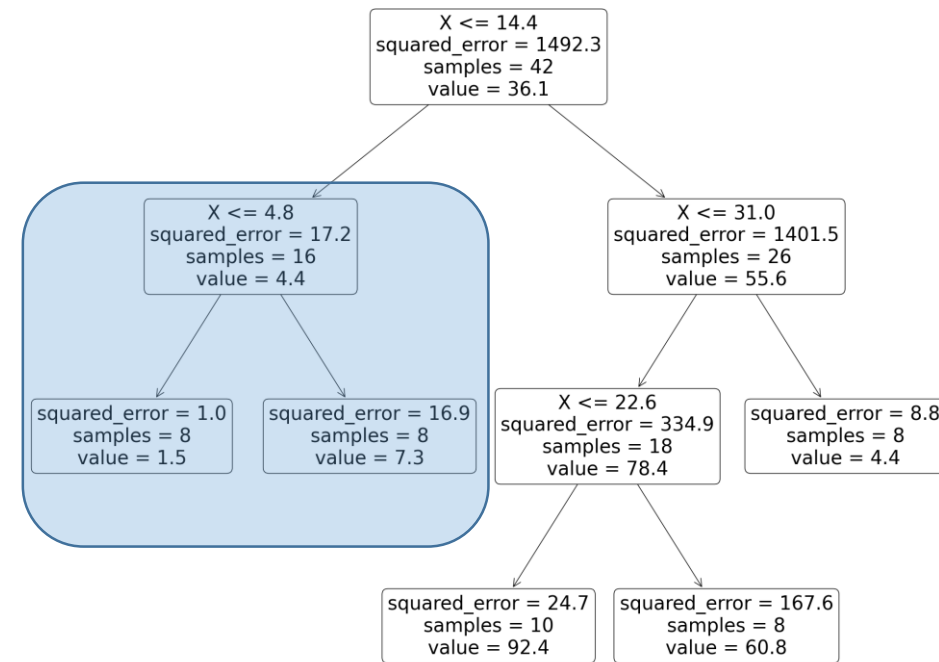 X <= 14.4
squared_error = 1492.3
samples = 42
value = 36.1
X <= 4.8
squared_error = 17.2
samples = 16
value = 4.4
X <= 31.0
squared_error = 1401.5
samples = 26
value = 55.6
squared_error = 1.0
samples = 8
value = 1.5
squared_error = 16.9
samples = 8
value = 7.3
X <= 22.6
squared_error = 334.9
samples = 18
value = 78.4
squared_error = 8.8
samples = 8
value = 4.4
squared_error = 24.7
samples = 10
value = 92.4
squared_error = 167.6
samples = 8
value = 60.8